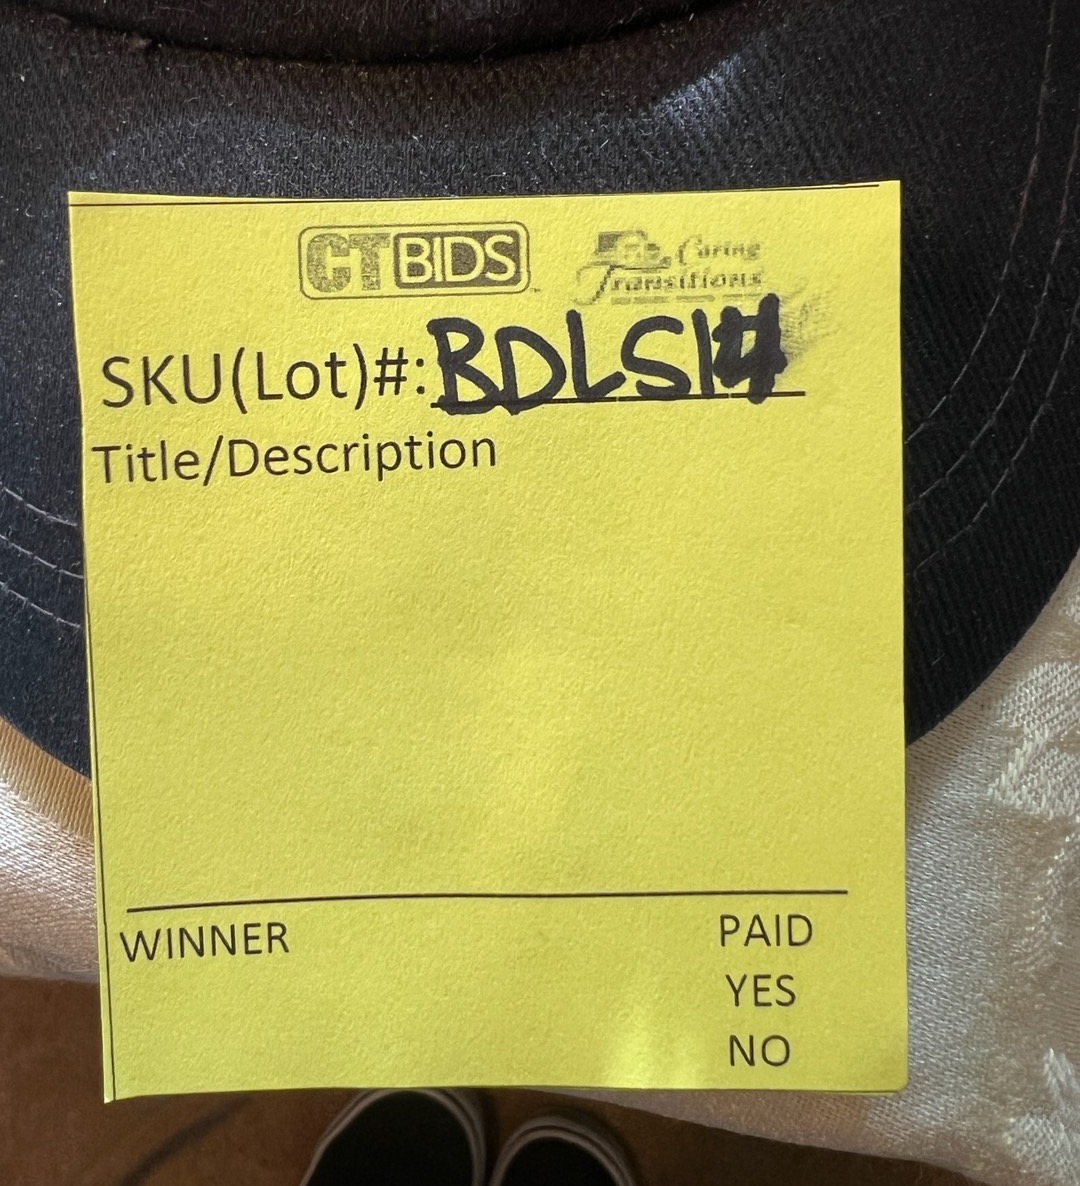 CTBIDS
Caring
Transitions
SKU(Lot)#: BDLS14
Title/Description
WINNER
PAID
YES
NO